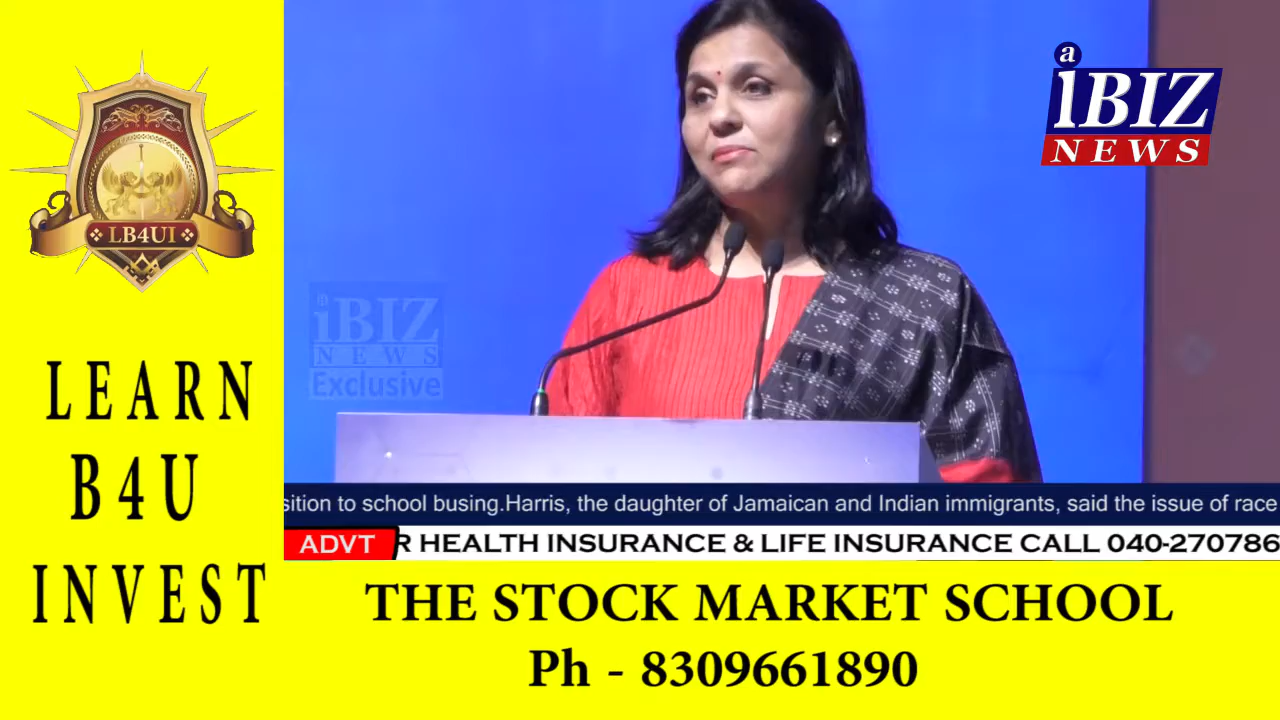 LB4UI
LEARN
B4U
INVEST
a
iBIZ
NEWS
iBIZ
NEWS
Exclusive
sition to school busing.Harris, the daughter of Jamaican and Indian immigrants, said the issue of race
ADVT
R HEALTH INSURANCE & LIFE INSURANCE CALL 040-270786
THE STOCK MARKET SCHOOL
Ph - 8309661890